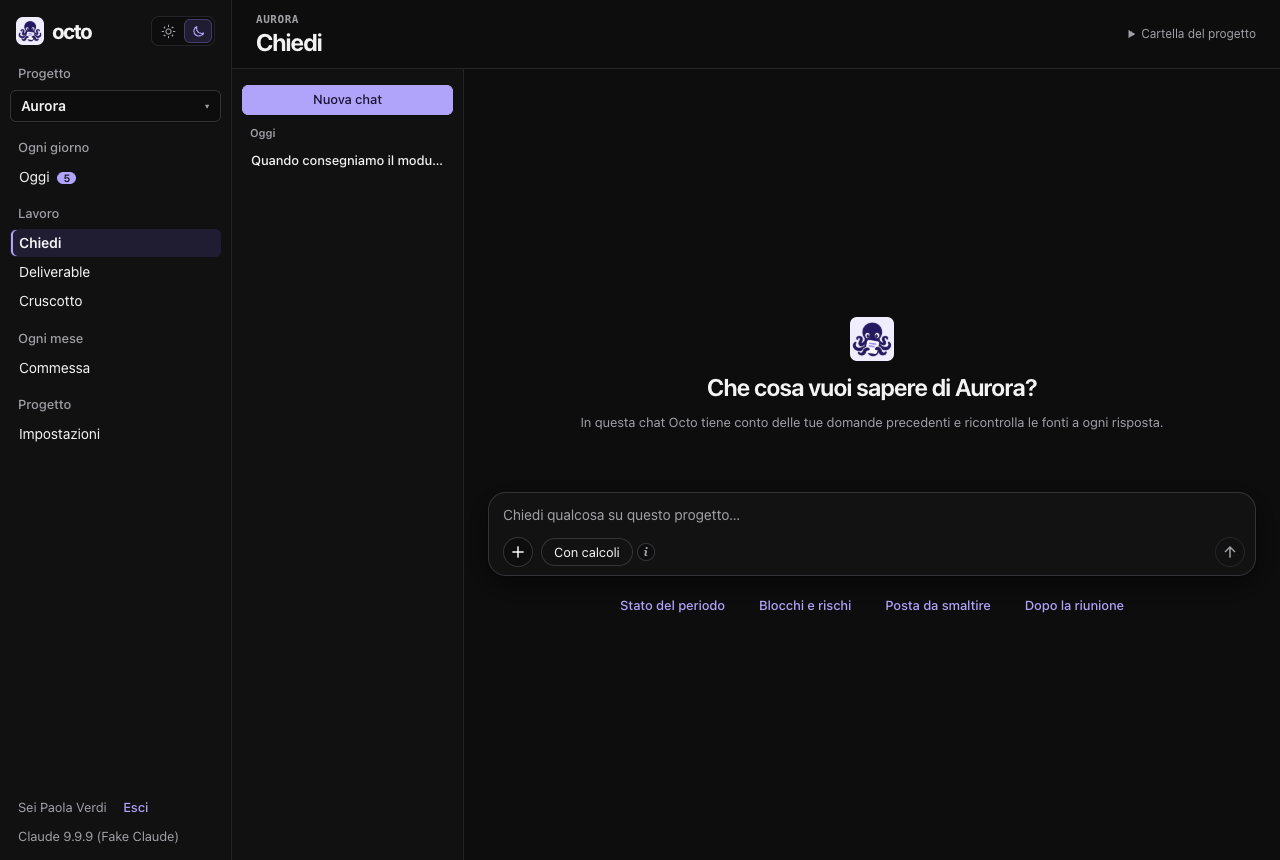 octo
Progetto
Aurora
Ogni giorno
Oggi 5
Lavoro
Chiedi
Deliverable
Cruscotto
Ogni mese
Commessa
Progetto
Impostazioni
Sei Paola Verdi Esci
Claude 9.9.9 (Fake Claude)
AURORA
Chiedi
Cartella del progetto
Nuova chat
Oggi
Quando consegniamo il modu...
Che cosa vuoi sapere di Aurora?
In questa chat Octo tiene conto delle tue domande precedenti e ricontrolla le fonti a ogni risposta.
Chiedi qualcosa su questo progetto...
Con calcoli i
Stato del periodo Blocchi e rischi Posta da smaltire Dopo la riunione